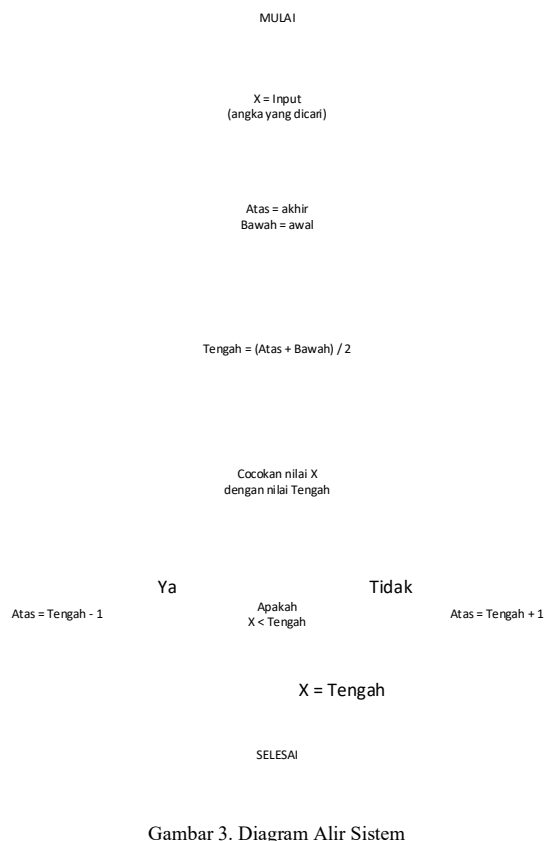 MULAI
X = Input
(angka yang dicari)
Atas = akhir
Bawah = awal
Tengah = (Atas + Bawah) / 2
Cocokan nilai X
dengan nilai Tengah
Ya
Tidak
Atas = Tengah - 1
Apakah
X < Tengah
Atas = Tengah + 1
X = Tengah
SELESAI
Gambar 3. Diagram Alir Sistem